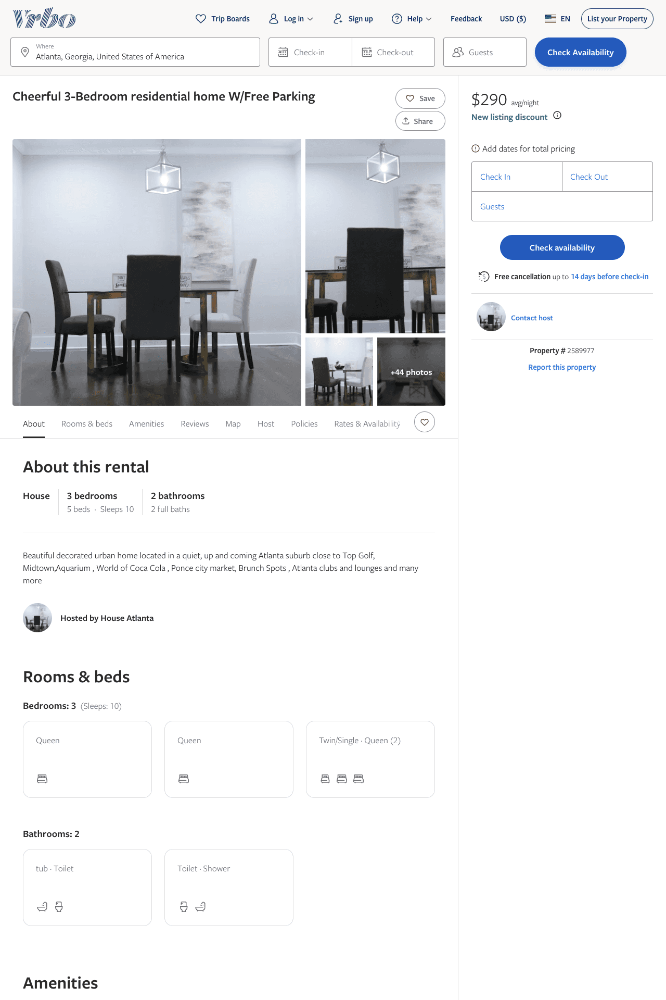 Vrbo
Trip Boards
Log in
Sign up
Help
Feedback
USD ($)
EN
List your Property
Where
Atlanta, Georgia, United States of America
Check-in
Check-out
Guests
Check Availability
Cheerful 3-Bedroom residential home W/Free Parking
Save
Share
+44 photos
$290 avg/night
New listing discount
Add dates for total pricing
Check In
Check Out
Guests
Check availability
Free cancellation up to 14 days before check-in
Contact host
Property # 2589977
Report this property
About
Rooms & beds
Amenities
Reviews
Map
Host
Policies
Rates & Availability
About this rental
House
3 bedrooms
5 beds · Sleeps 10
2 bathrooms
2 full baths
Beautiful decorated urban home located in a quiet, up and coming Atlanta suburb close to Top Golf,
Midtown,Aquarium , World of Coca Cola , Ponce city market, Brunch Spots , Atlanta clubs and lounges and many
more
Hosted by House Atlanta
Rooms & beds
Bedrooms: 3 (Sleeps: 10)
Queen
Queen
Twin/Single · Queen (2)
Bathrooms: 2
tub · Toilet
Toilet · Shower
Amenities